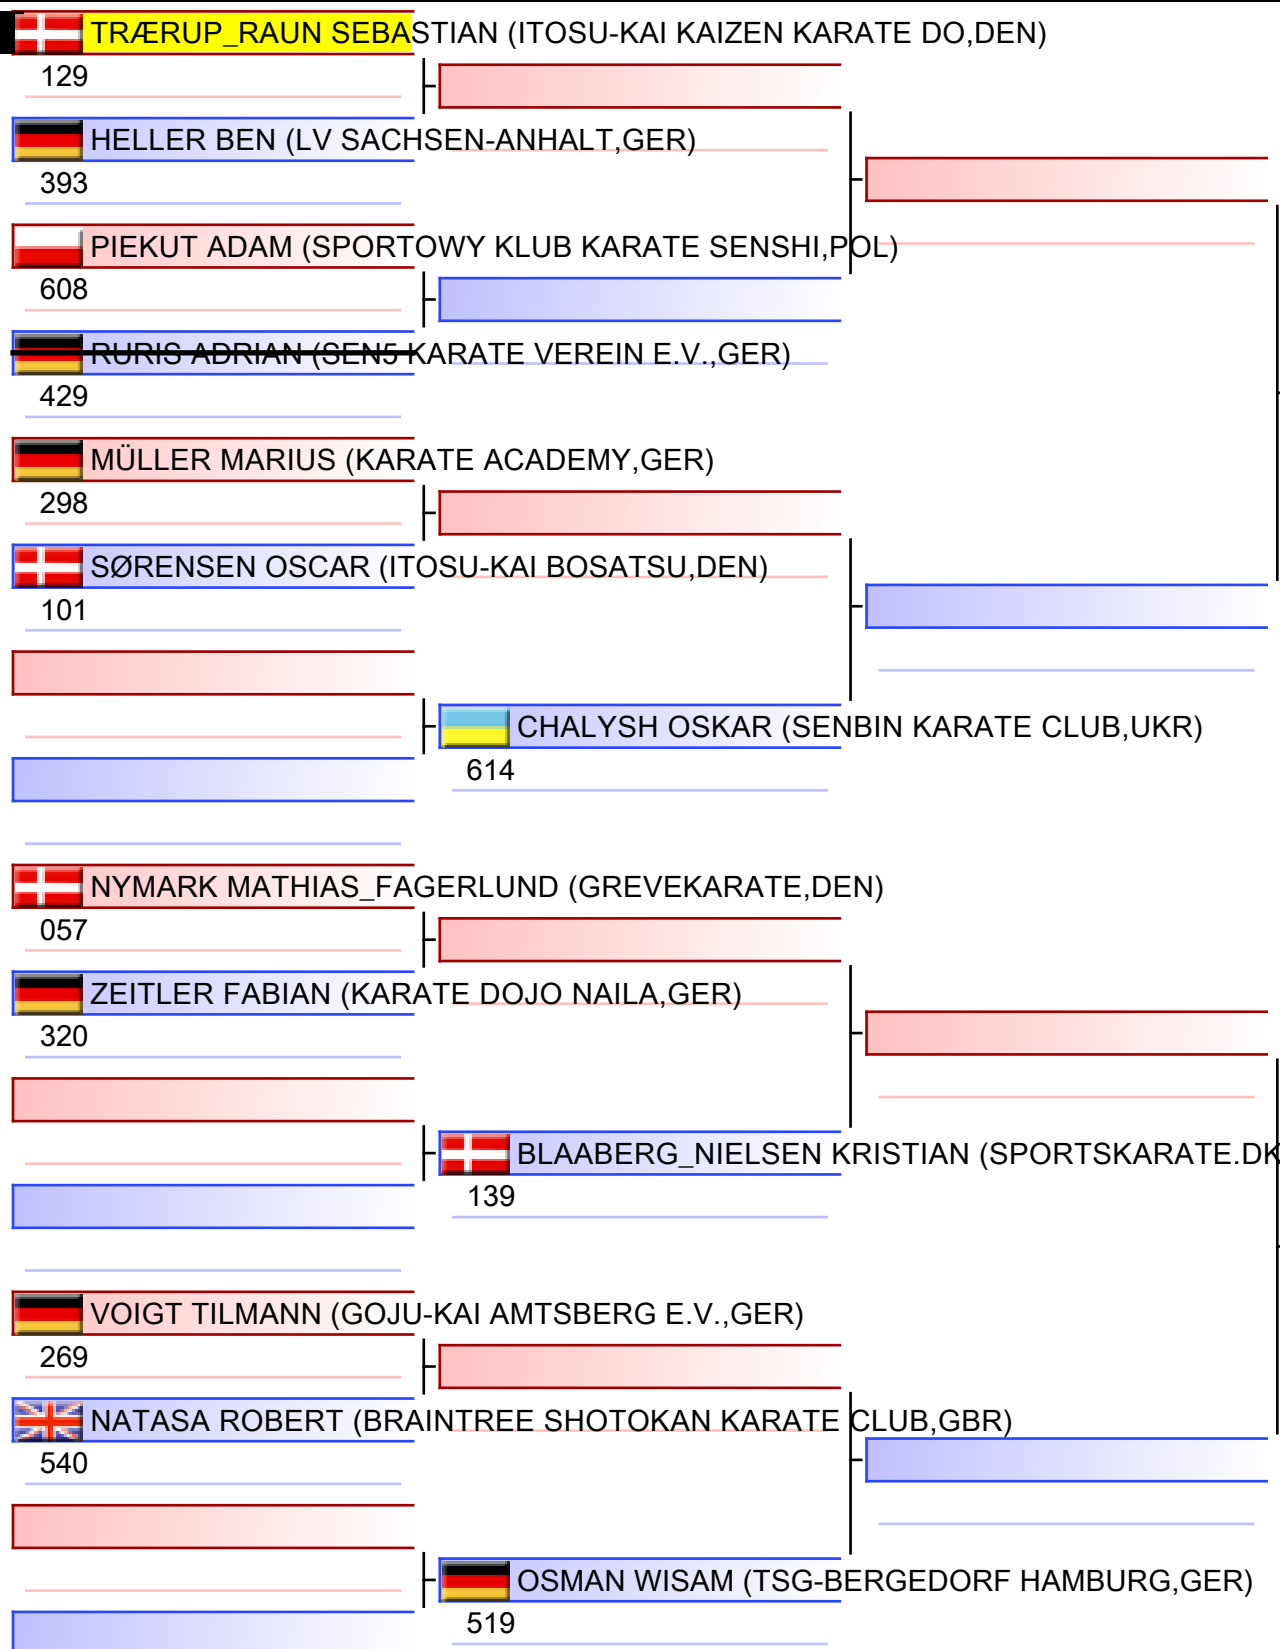 TRÆRUP_RAUN SEBASTIAN (ITOSU-KAI KAIZEN KARATE DO,DEN)
129
HELLER BEN (LV SACHSEN-ANHALT,GER)
393
PIEKUT ADAM (SPORTOWY KLUB KARATE SENSHI,POL)
608
RURIS ADRIAN (SEN5 KARATE VEREIN E.V.,GER)
429
MÜLLER MARIUS (KARATE ACADEMY,GER)
298
SØRENSEN OSCAR (ITOSU-KAI BOSATSU,DEN)
101
CHALYSH OSKAR (SENBIN KARATE CLUB,UKR)
614
NYMARK MATHIAS_FAGERLUND (GREVEKARATE,DEN)
057
ZEITLER FABIAN (KARATE DOJO NAILA,GER)
320
BLAABERG_NIELSEN KRISTIAN (SPORTSKARATE.DK
139
VOIGT TILMANN (GOJU-KAI AMTSBERG E.V.,GER)
269
NATASA ROBERT (BRAINTREE SHOTOKAN KARATE CLUB,GBR)
540
OSMAN WISAM (TSG-BERGEDORF HAMBURG,GER)
519